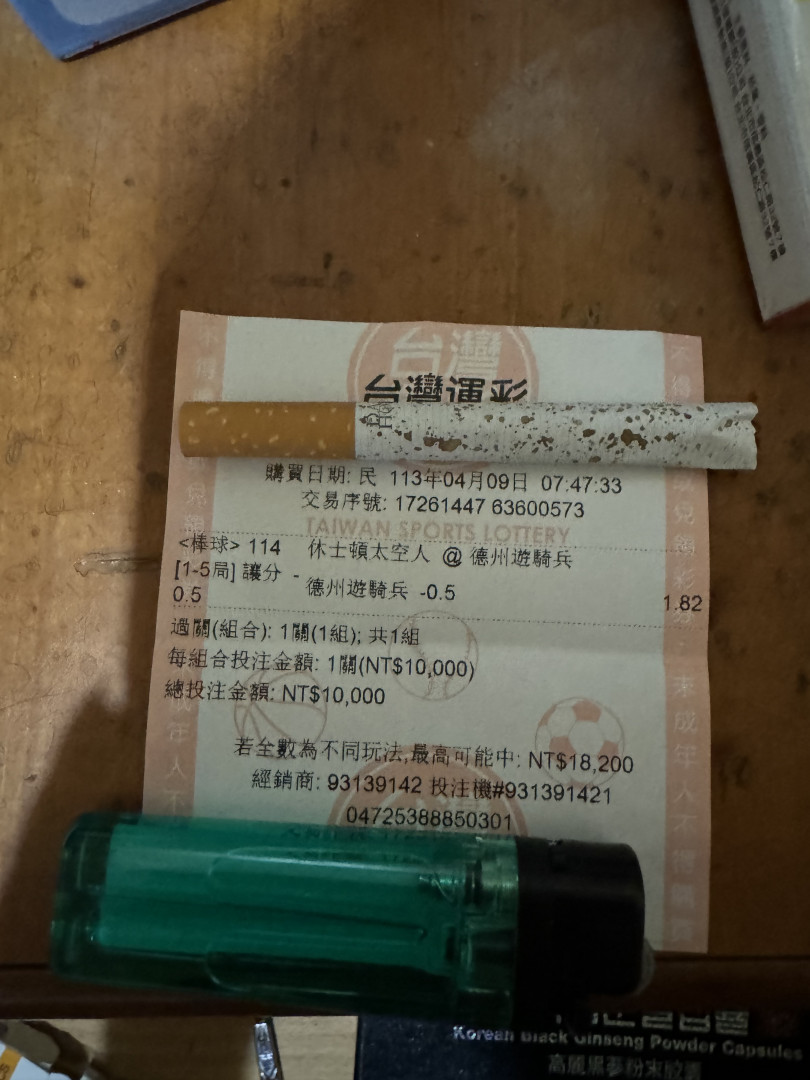 台灣
台灣運彩
購買日期: 民 113年04月09日 07:47:33
交易序號: 17261447 63600573
TAIWAN SPORTS LOTTERY
<棒球> 114 休士頓太空人 @ 德州遊騎兵
[1-5局] 讓分 - 0.5 德州遊騎兵 -0.5 1.82
過關(組合): 1關(1組); 共1組
每組合投注金額: 1關(NT$10,000)
總投注金額: NT$10,000
若全數為不同玩法,最高可能中: NT$18,200
經銷商: 93139142 投注機#931391421
04725388850301
Korean Black Ginseng Powder Capsules
高麗黑蔘粉末膠囊